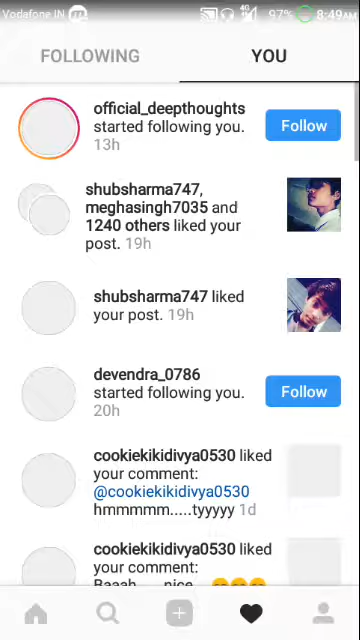 Vodafone IN
4G
97%
8:49 AM
FOLLOWING
YOU
official_deepthoughts
started following you.
13h
Follow
shubsharma747,
meghasingh7035 and
1240 others liked your
post. 19h
shubsharma747 liked
your post. 19h
devendra_0786
started following you.
20h
Follow
cookiekikidivya0530 liked
your comment:
@cookiekikidivya0530
hmmmmm.....tyyyyy 1d
cookiekikidivya0530 liked
your comment: